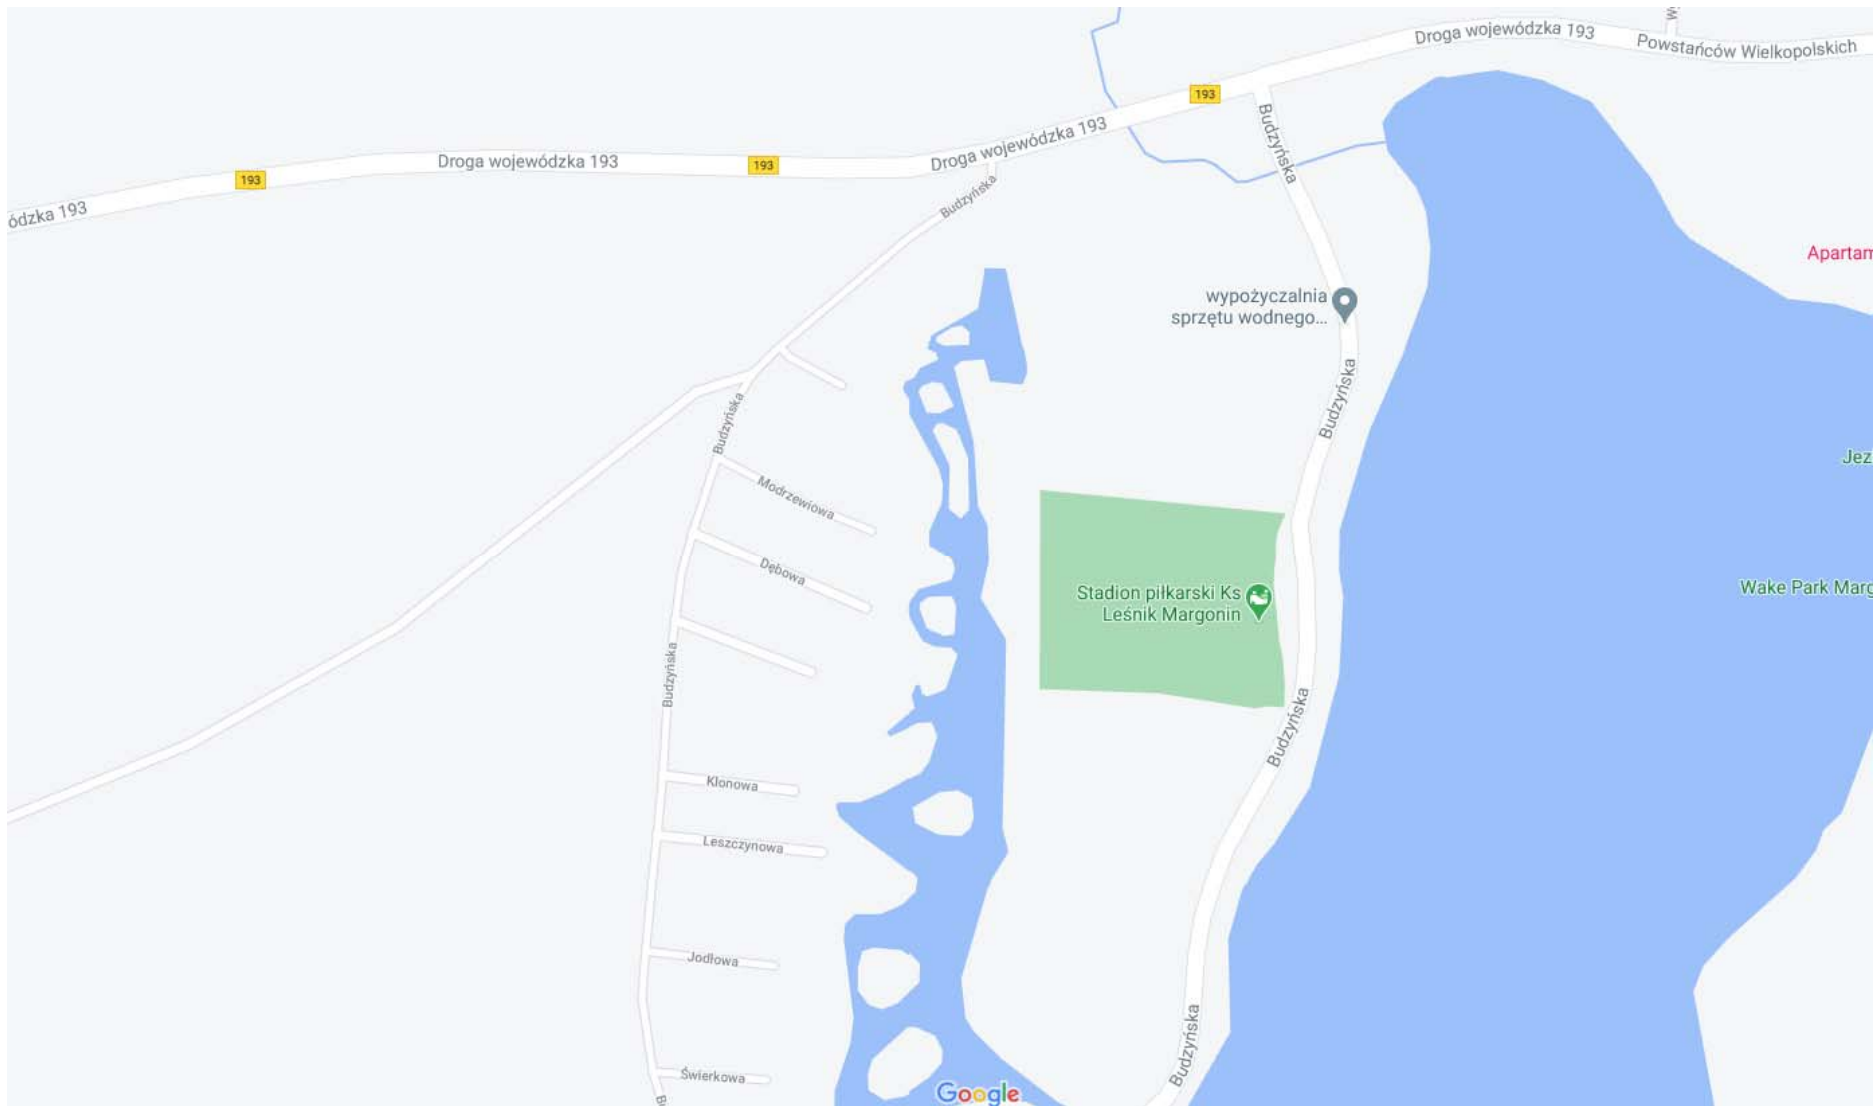 Droga wojewódzka 193
Powstańców Wielkopolskich
193
Budzyńska
Droga wojewódzka 193
Droga wojewódzka 193
193
193
ódzka 193
Budzyńska
Apartam
wypożyczalnia
sprzętu wodnego...
Budzyńska
Budzyńska
Jez
Modrzewiowa
Dębowa
Stadion piłkarski Ks
Leśnik Margonin
Wake Park Marg
Budzyńska
Budzyńska
Klonowa
Leszczynowa
Jodłowa
Budzyńska
Świerkowa
Google